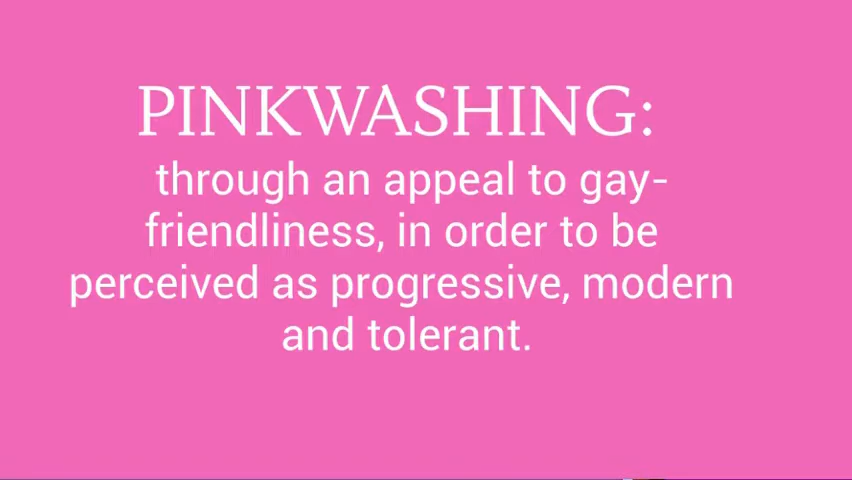 PINKWASHING:
through an appeal to gay-
friendliness, in order to be
perceived as progressive, modern
and tolerant.